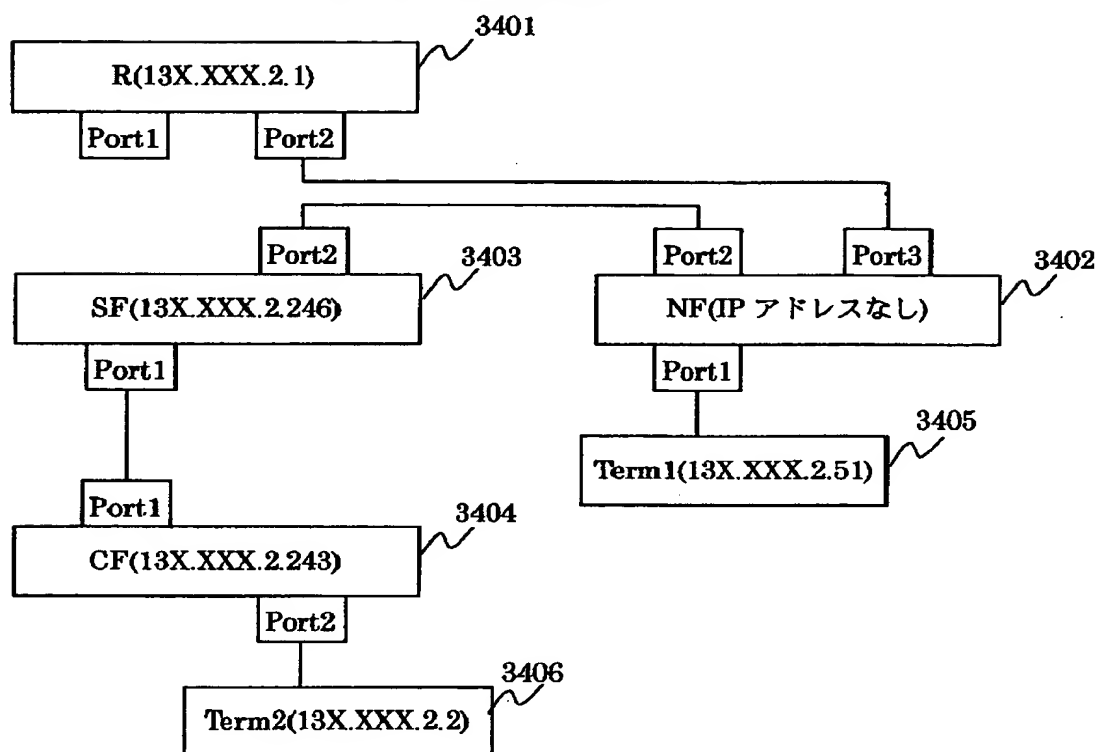 3401
R(13X.XXX.2.1)
Port1
Port2
Port2
3403
Port2
Port3
3402
SF(13X.XXX.2.246)
NF(IP アドレスなし)
Port1
Port1
3405
Term1(13X.XXX.2.51)
Port1
3404
CF(13X.XXX.2.243)
Port2
3406
Term2(13X.XXX.2.2)